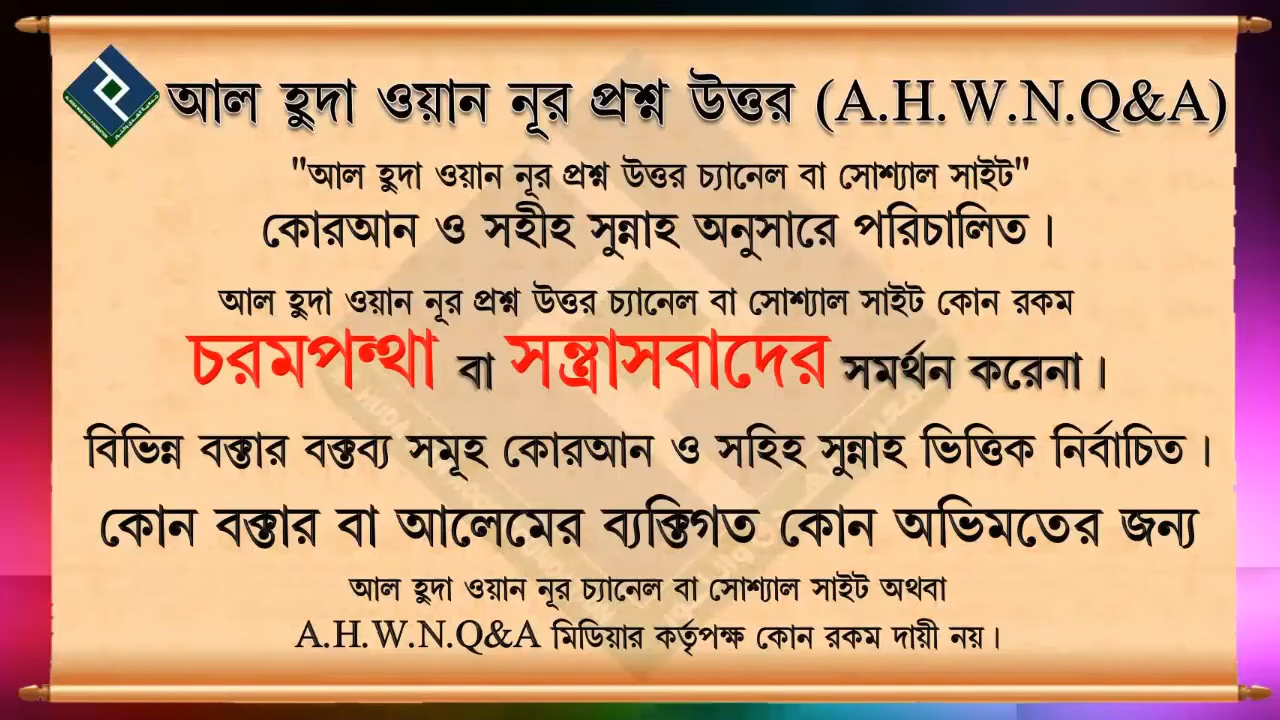 আল হুদা ওয়ান নূর প্রশ্ন উত্তর (A.H.W.N.Q&A)
"আল হুদা ওয়ান নূর প্রশ্ন উত্তর চ্যানেল বা সোশ্যাল সাইট"
কোরআন ও সহীহ সুন্নাহ অনুসারে পরিচালিত ।
আল হুদা ওয়ান নূর প্রশ্ন উত্তর চ্যানেল বা সোশ্যাল সাইট কোন রকম
চরমপন্থা বা সন্ত্রাসবাদের সমর্থন করেনা ।
বিভিন্ন বক্তার বক্তব্য সমূহ কোরআন ও সহিহ সুন্নাহ ভিত্তিক নির্বাচিত ।
কোন বক্তার বা আলেমের ব্যক্তিগত কোন অভিমতের জন্য
আল হুদা ওয়ান নূর চ্যানেল বা সোশ্যাল সাইট অথবা
A.H.W.N.Q&A মিডিয়ার কর্তৃপক্ষ কোন রকম দায়ী নয় ।